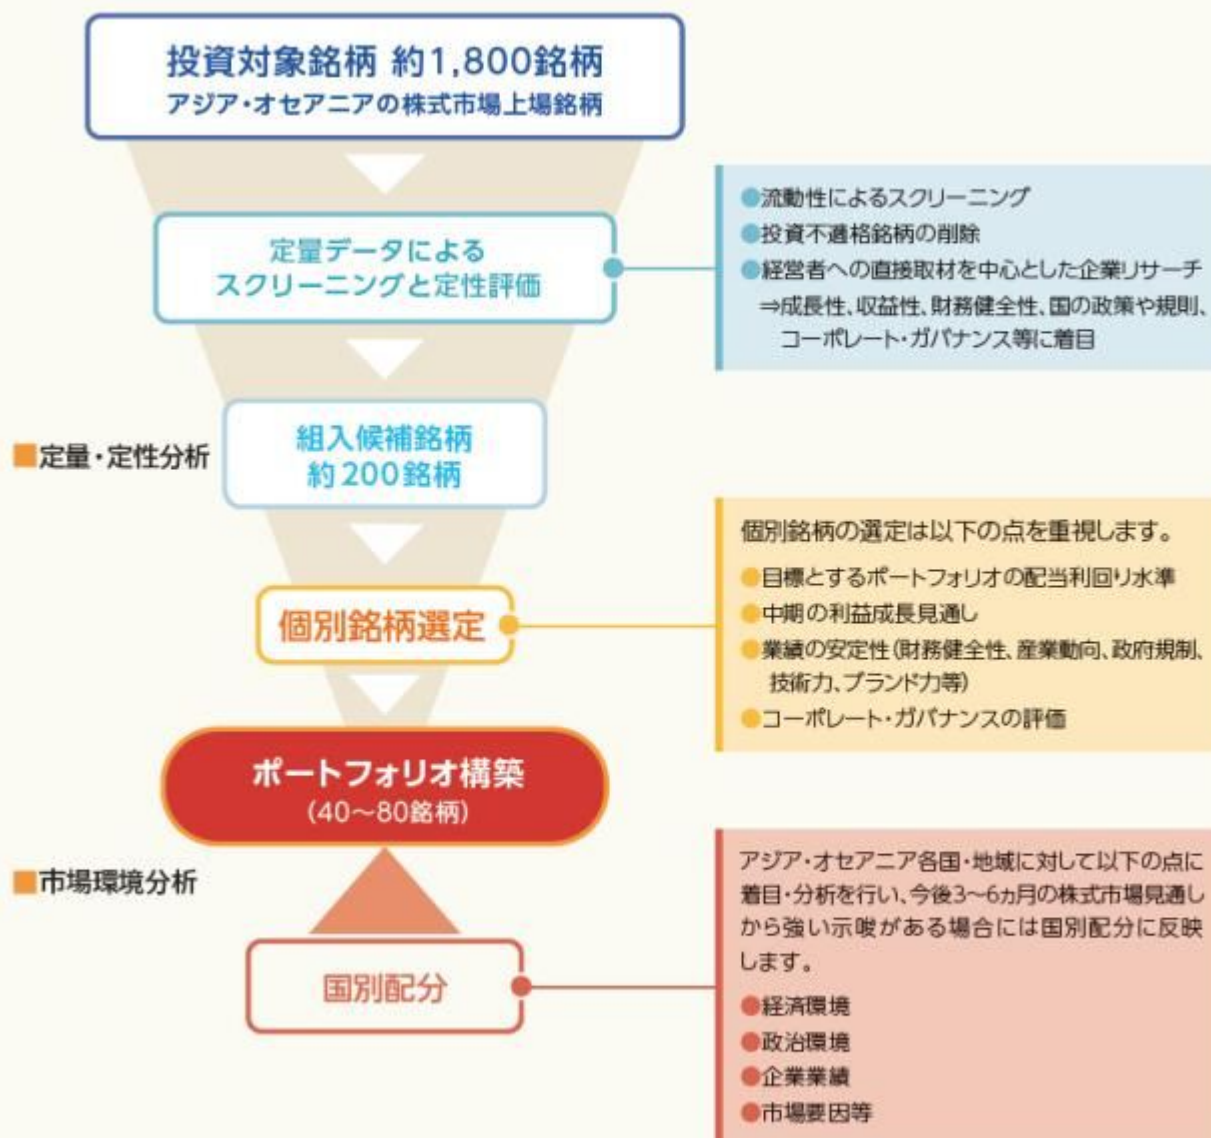 投資対象銘柄 約1,800銘柄
アジア・オセアニアの株式市場上場銘柄
定量データによる
スクリーニングと定性評価
●流動性によるスクリーニング
●投資不適格銘柄の削除
●経営者への直接取材を中心とした企業リサーチ
⇒成長性、収益性、財務健全性、国の政策や規則、
コーポレート・ガバナンス等に着目
■定量・定性分析
組入候補銘柄
約200銘柄
個別銘柄選定
個別銘柄の選定は以下の点を重視します。
●目標とするポートフォリオの配当利回り水準
●中期の利益成長見通し
●業績の安定性(財務健全性、産業動向、政府規制、
技術力、ブランド力等)
●コーポレート・ガバナンスの評価
ポートフォリオ構築
(40〜80銘柄)
■市場環境分析
国別配分
アジア・オセアニア各国・地域に対して以下の点に
着目・分析を行い、今後3〜6ヵ月の株式市場見通し
から強い示唆がある場合には国別配分に反映
します。
●経済環境
●政治環境
●企業業績
●市場要因等